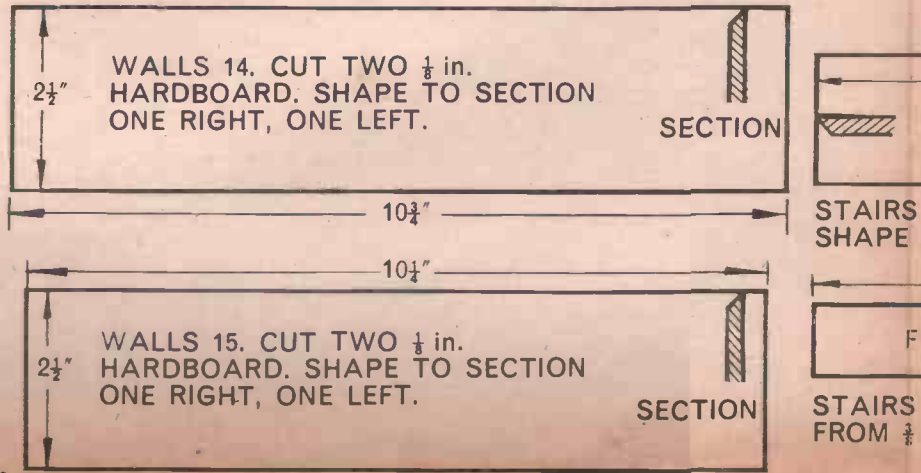 2½"
WALLS 14. CUT TWO ⅛ in.
HARDBOARD. SHAPE TO SECTION
ONE RIGHT, ONE LEFT.
SECTION
10¾"
10¼"
2½"
WALLS 15. CUT TWO ⅛ in.
HARDBOARD. SHAPE TO SECTION
ONE RIGHT, ONE LEFT.
SECTION
STAIRS
SHAPE
F
STAIRS
FROM